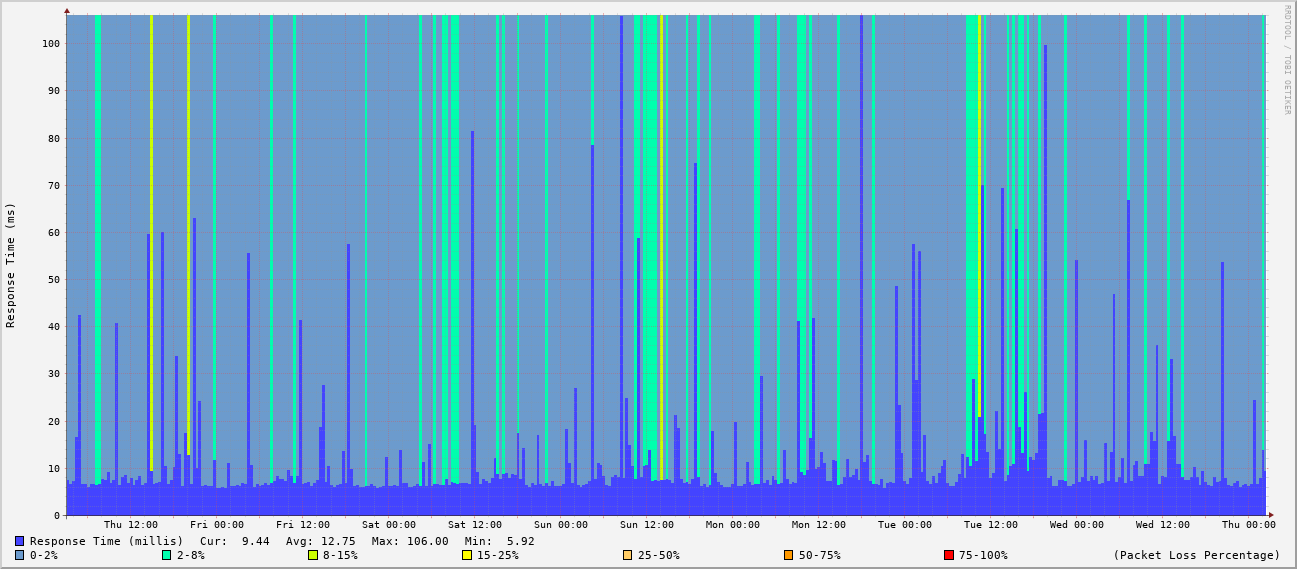 RRDTOOL / TOBI OETIKER
Response Time (ms)
100
90
80
70
60
50
40
30
20
10
0
Thu 12:00 Fri 00:00 Fri 12:00 Sat 00:00 Sat 12:00 Sun 00:00 Sun 12:00 Mon 00:00 Mon 12:00 Tue 00:00 Tue 12:00 Wed 00:00 Wed 12:00 Thu 00:00
Response Time (millis) Cur: 9.44 Avg: 12.75 Max: 106.00 Min: 5.92
0-2% 2-8% 8-15% 15-25% 25-50% 50-75% 75-100% (Packet Loss Percentage)